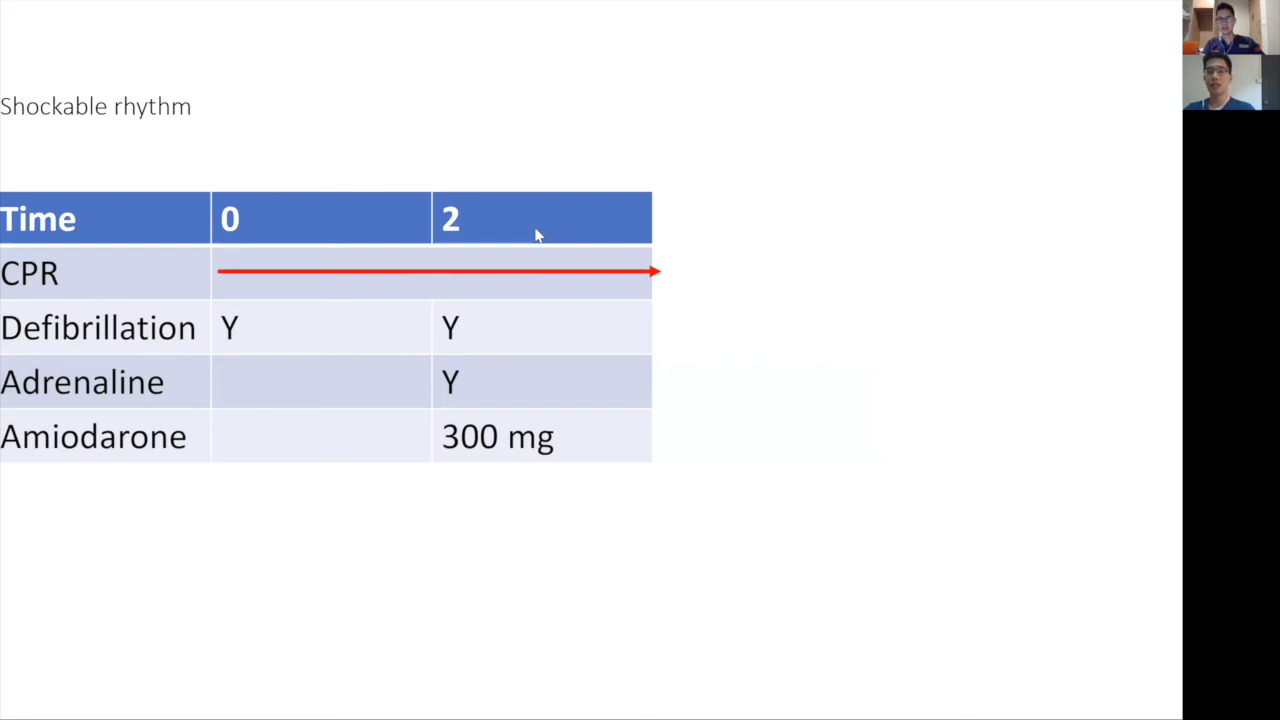 Shockable rhythm
Time 0 2
CPR
Defibrillation Y Y
Adrenaline Y
Amiodarone 300 mg